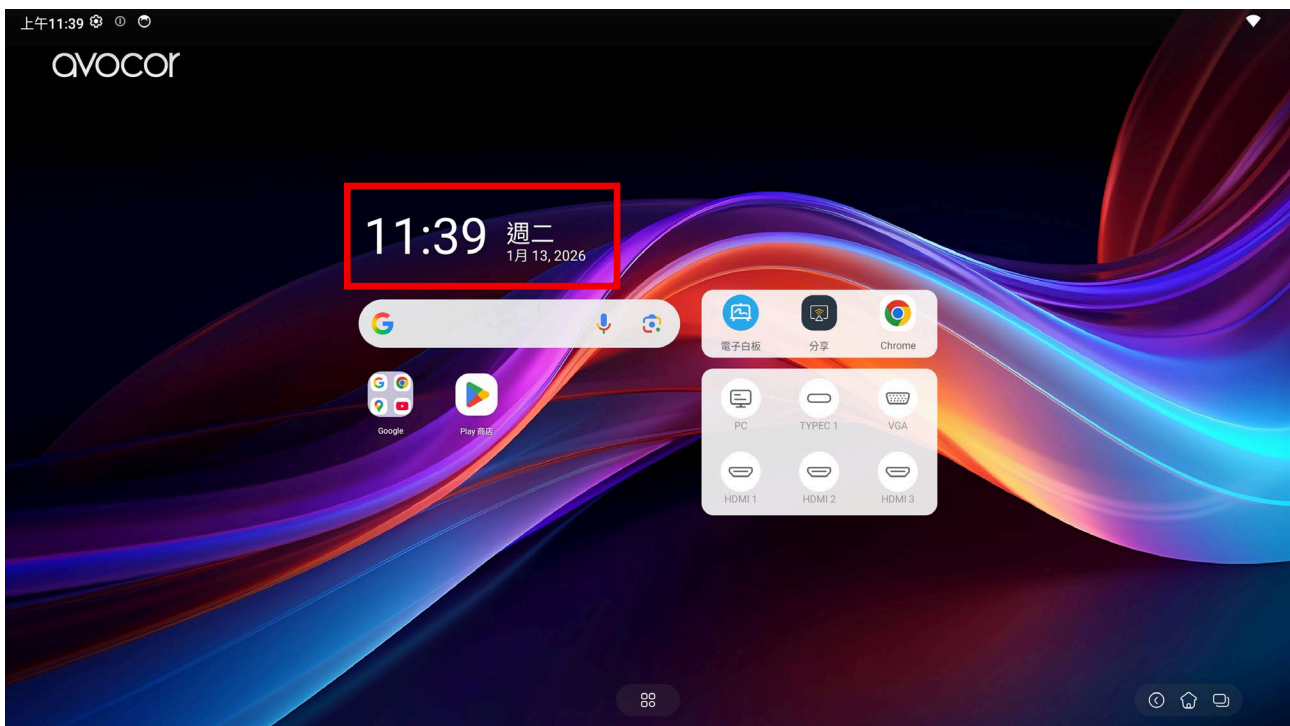 上午11:39
avocor
11:39
週二
1月 13, 2026
電子白板 分享 Chrome
Google Play 商店
PC TYPEC 1 VGA
HDMI 1 HDMI 2 HDMI 3